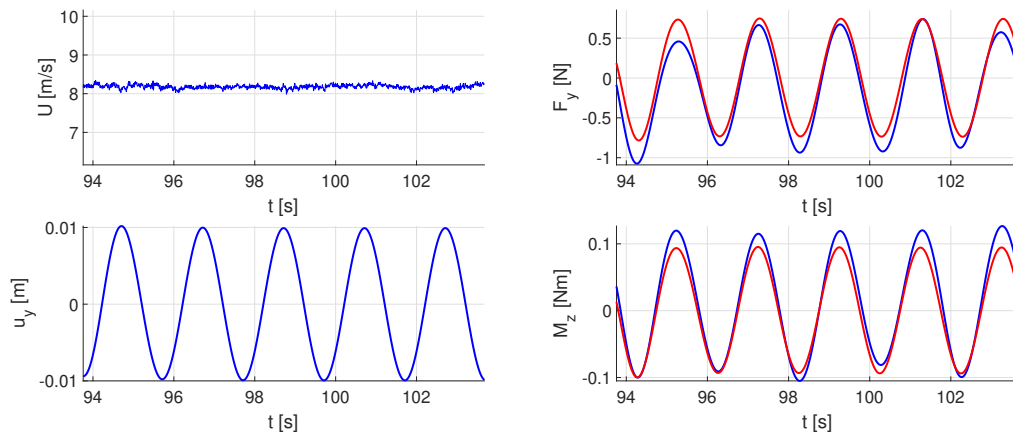 10
9
8
7
U [m/s]
94 96 98 100 102
t [s]
0.5
0
-0.5
-1
F_y [N]
94 96 98 100 102
t [s]
0.01
0
-0.01
u_y [m]
94 96 98 100 102
t [s]
0.1
0
-0.1
M_z [Nm]
94 96 98 100 102
t [s]